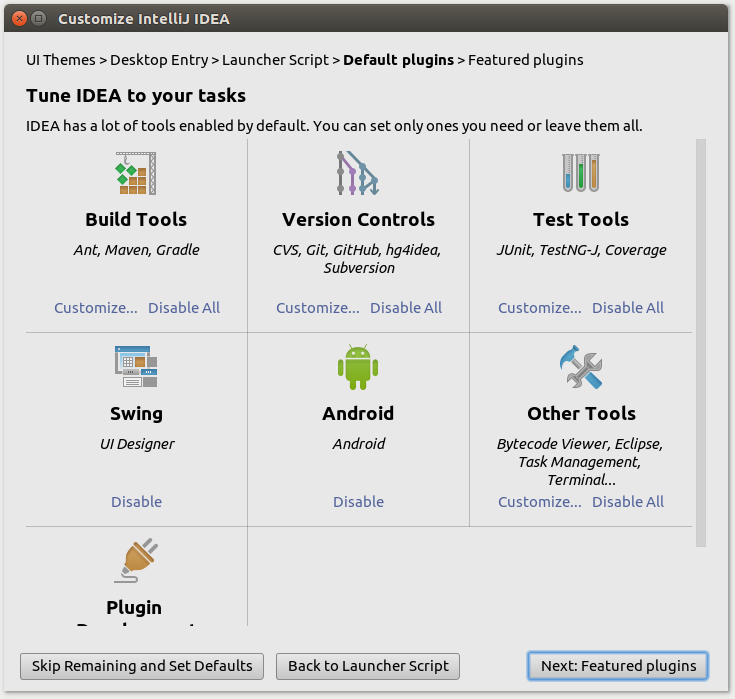 Customize IntelliJ IDEA
UI Themes > Desktop Entry > Launcher Script > Default plugins > Featured plugins
Tune IDEA to your tasks
IDEA has a lot of tools enabled by default. You can set only ones you need or leave them all.
Build Tools
Ant, Maven, Gradle
Customize... Disable All
Version Controls
CVS, Git, GitHub, hg4idea,
Subversion
Customize... Disable All
Test Tools
JUnit, TestNG-J, Coverage
Customize... Disable All
Swing
UI Designer
Disable
Android
Android
Disable
Other Tools
Bytecode Viewer, Eclipse,
Task Management,
Terminal...
Customize... Disable All
Plugin
Skip Remaining and Set Defaults
Back to Launcher Script
Next: Featured plugins